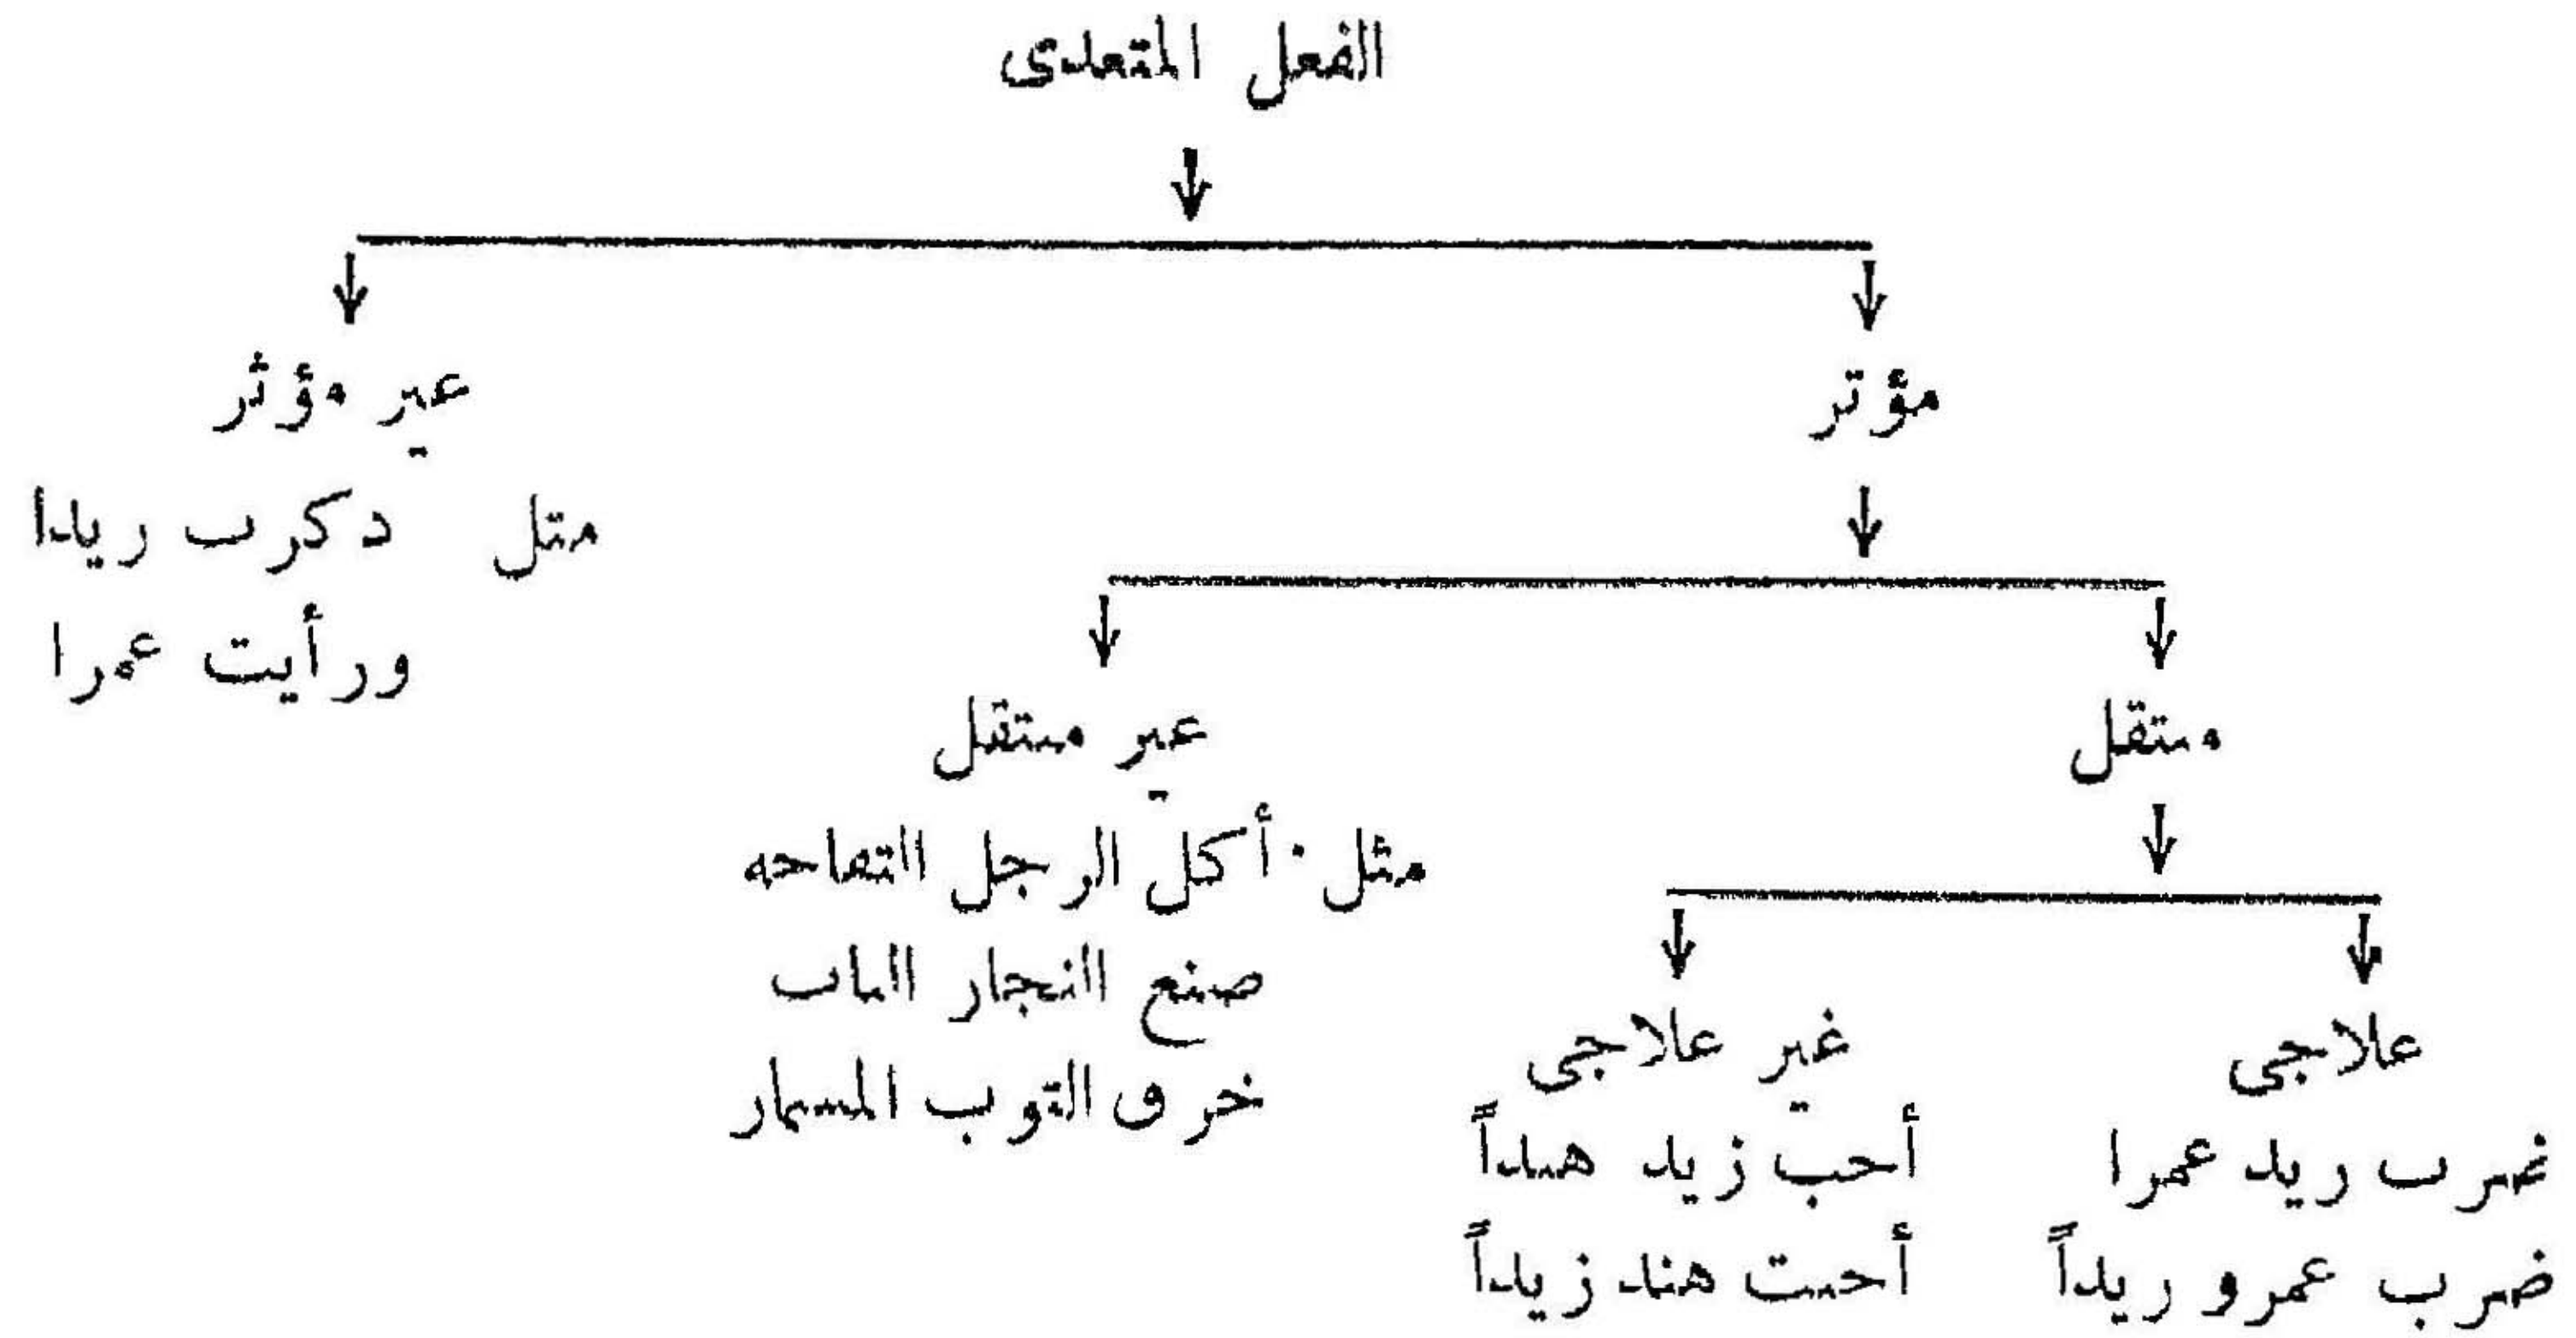 الفعل المتعدى
مؤثر
غير مؤثر
مثل ذكرت زيدا
ورأيت عمرا
منتقل
غير منتقل
مثل . أكل الرجل التفاحه
صنع النجار الباب
خرق الثوب المسمار
علاجى
ضرب زيد عمرا
ضرب عمرو زيداً
غير علاجى
أحب زيد هنداً
أحبت هند زيداً